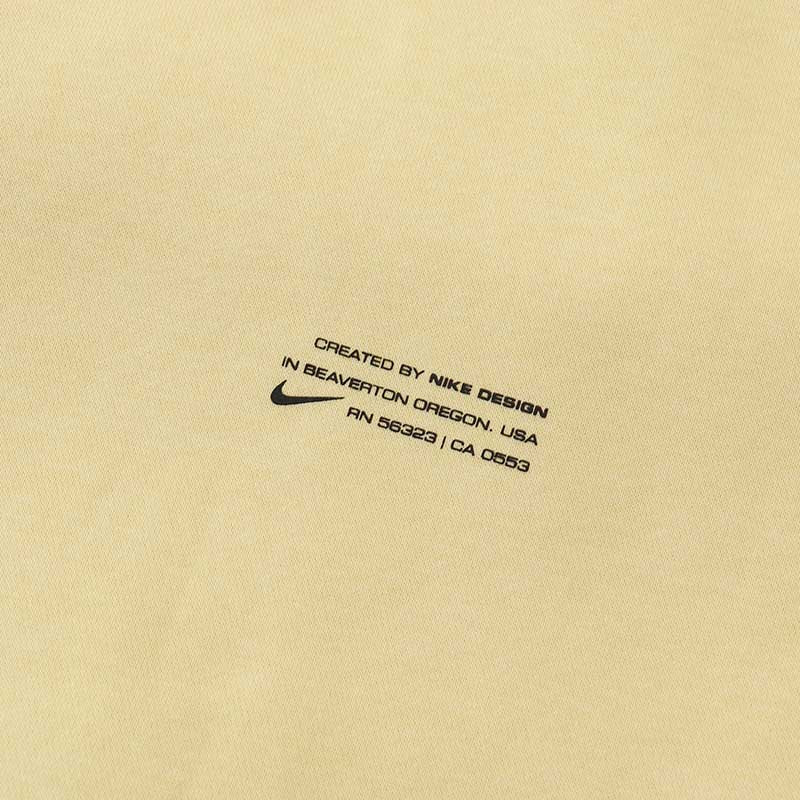 CREATED BY NIKE DESIGN
IN BEAVERTON OREGON. USA
RN 56323 | CA 0553